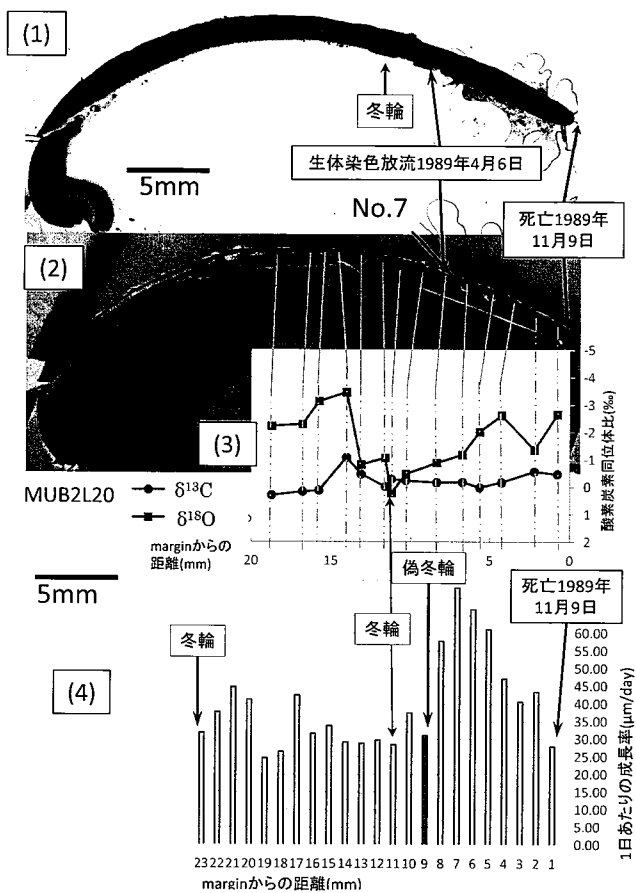 (1)
冬輪
生体染色放流1989年4月6日
5mm
No.7
死亡1989年
11月9日
(2)
-5
-4
-3
-2
-1
0
1
2
酸素炭素同位体比(‰)
(3)
MUB2L20
δ¹³C
δ¹⁸O
marginからの
距離(mm)
20 15 10 5 0
5mm
偽冬輪
死亡1989年
11月9日
冬輪
冬輪
(4)
60.00
55.00
50.00
45.00
40.00
35.00
30.00
25.00
20.00
15.00
10.00
5.00
0.00
1日あたりの成長率(μm/day)
23 22 21 20 19 18 17 16 15 14 13 12 11 10 9 8 7 6 5 4 3 2 1
marginからの距離(mm)